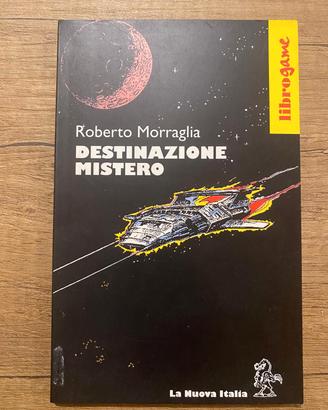 librogame
Roberto Morraglia
DESTINAZIONE
MISTERO
La Nuova Italia